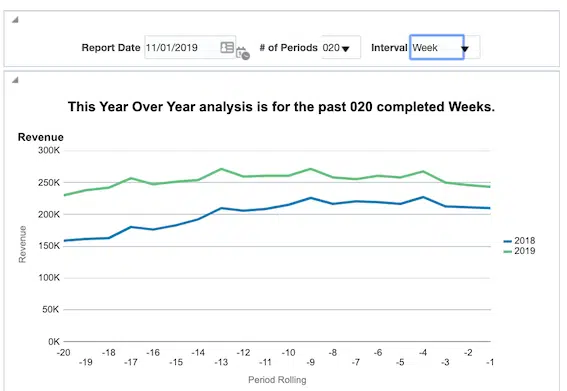 Report Date 11/01/2019 # of Periods 020 Interval Week
This Year Over Year analysis is for the past 020 completed Weeks.
Revenue
300K
250K
200K
150K
100K
50K
0K
Revenue
-20 -18 -16 -14 -12 -10 -8 -6 -4 -2
-19 -17 -15 -13 -11 -9 -7 -5 -3 -1
Period Rolling
2018
2019